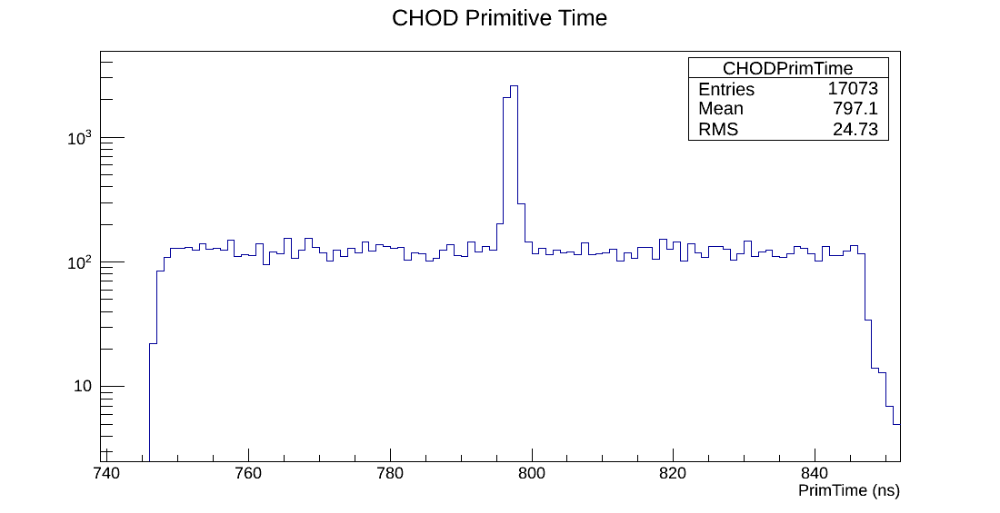 CHOD Primitive Time
CHODPrimTime
Entries 17073
Mean 797.1
RMS 24.73
10³
10²
10
740 760 780 800 820 840
PrimTime (ns)